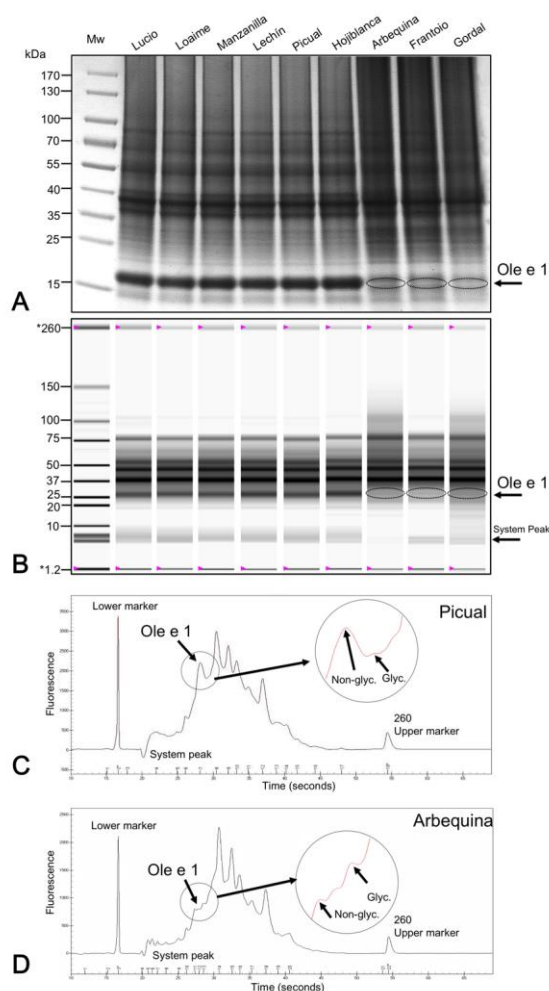 Mw Lucio Loaime Manzanilla Lechin Picual Hojiblanca Arbequina Frantoio Gordal
kDa
170
130
100
70
55
40
35
25
15
Ole e 1
A
*260
150
100
75
50
37
25
20
10
*1.2
Ole e 1
System Peak
B
Picual
Lower marker
Ole e 1
Non-glyc.
Glyc.
260
Upper marker
System peak
Fluorescence
Time (seconds)
C
Arbequina
Lower marker
Ole e 1
Glyc.
Non-glyc.
260
Upper marker
System peak
Fluorescence
Time (seconds)
D